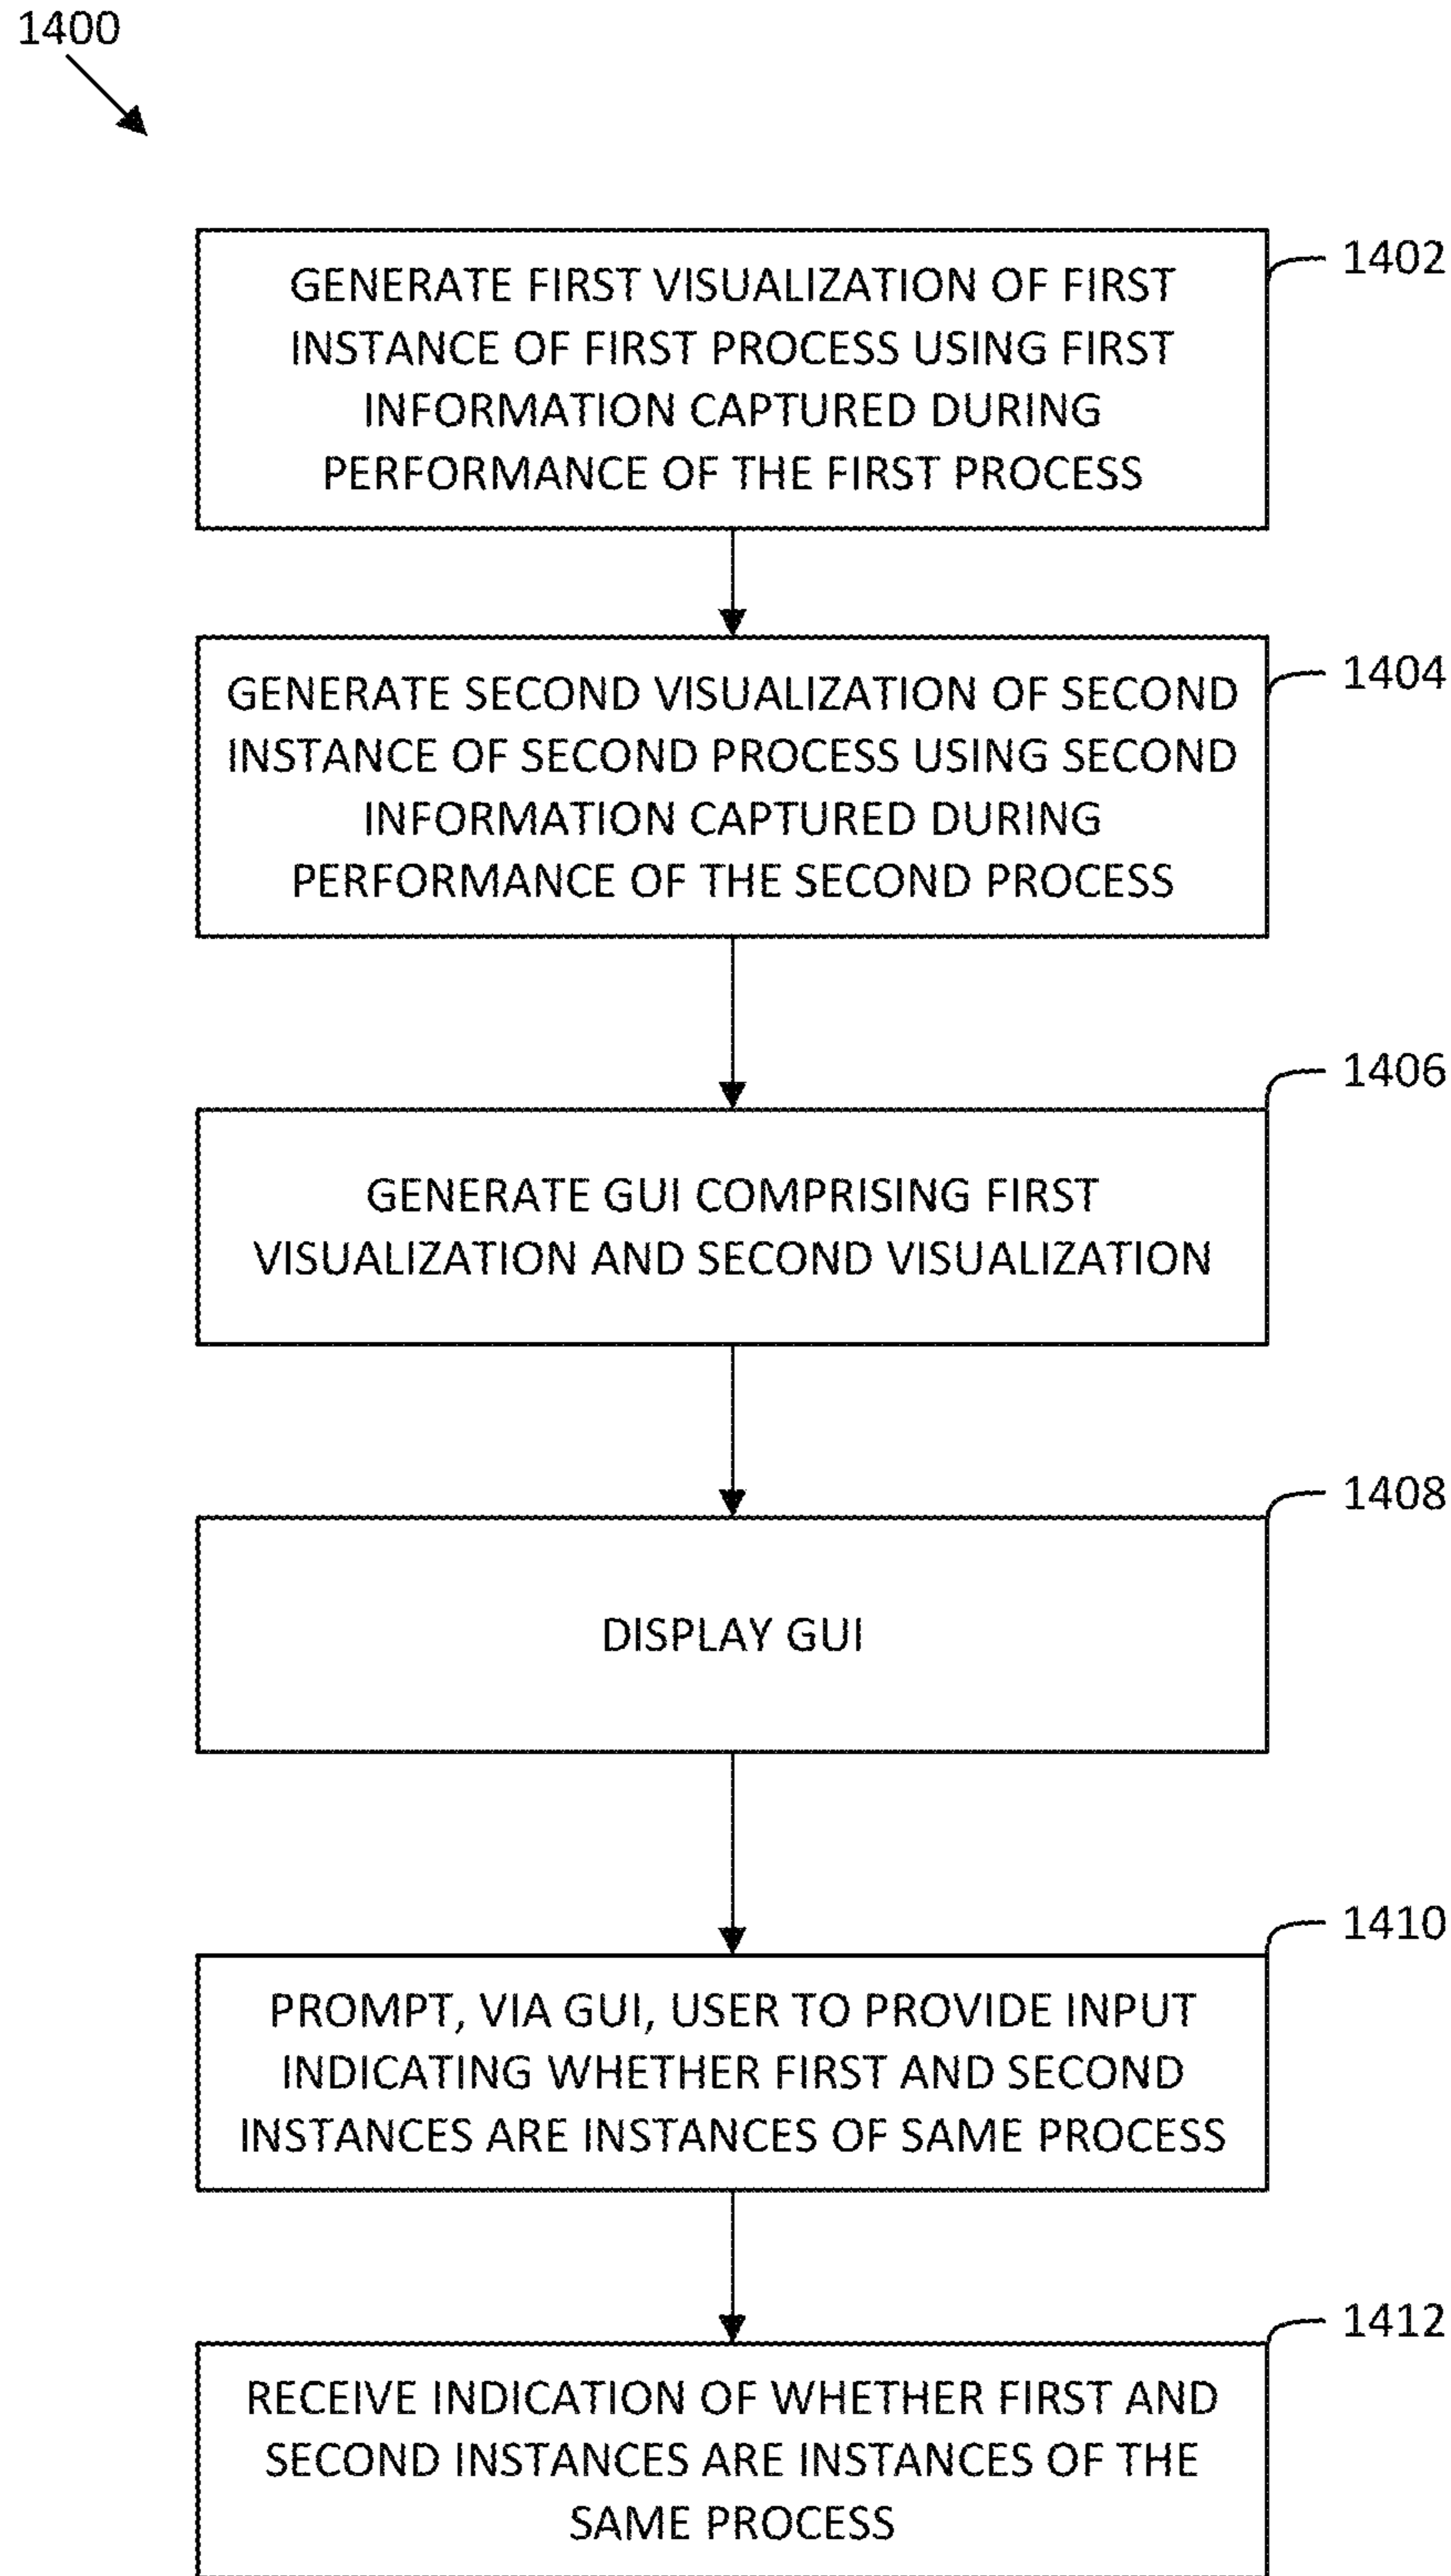 1400
GENERATE FIRST VISUALIZATION OF FIRST
INSTANCE OF FIRST PROCESS USING FIRST
INFORMATION CAPTURED DURING
PERFORMANCE OF THE FIRST PROCESS
1402
GENERATE SECOND VISUALIZATION OF SECOND
INSTANCE OF SECOND PROCESS USING SECOND
INFORMATION CAPTURED DURING
PERFORMANCE OF THE SECOND PROCESS
1404
GENERATE GUI COMPRISING FIRST
VISUALIZATION AND SECOND VISUALIZATION
1406
DISPLAY GUI
1408
PROMPT, VIA GUI, USER TO PROVIDE INPUT
INDICATING WHETHER FIRST AND SECOND
INSTANCES ARE INSTANCES OF SAME PROCESS
1410
RECEIVE INDICATION OF WHETHER FIRST AND
SECOND INSTANCES ARE INSTANCES OF THE
SAME PROCESS
1412